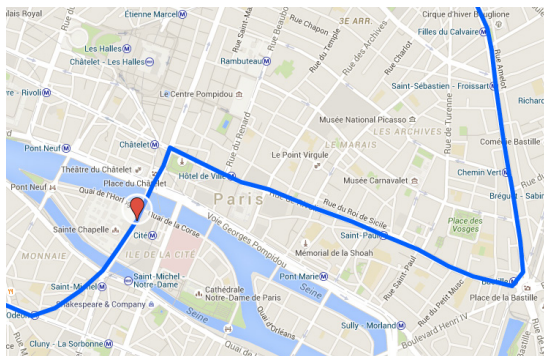 alais Royal
Étienne Marcel Ⓜ
Rue Chapon
3E ARR.
Cirque d'hiver Bouglione
Filles du Calvaire Ⓜ
Les Halles Ⓜ
Châtelet - Les Halles
Rambuteau Ⓜ
Rue du Temple
Rue des Archives
Rue Charlot
Rue Amelot
Saint-Sébastien - Froissart
Richard
re - Rivoli Ⓜ
Le Centre Pompidou
Rue du Renard
Musée National Picasso
LES ARCHIVES
Rue de Turenne
Comédie Bastille
Pont Neuf Ⓜ
Châtelet Ⓜ
LE MARAIS
Le Point Virgule
Théâtre du Châtelet
Hôtel de Ville
Place du Châtelet
Musée Carnavalet
Chemin Vert
Pont Neuf
Quai de l'Horl
Paris
Rue du Roi de Sicile
Bréguet - Sabin
Quai de la Corse
Voie Georges Pompidou
Place des
Vosges
Sainte Chapelle
Cité Ⓜ
Saint-Paul
MONNAIE
ILE DE LA CITÉ
Mémorial de la Shoah
Rue Saint-Paul
Saint-Michel
Notre-Dame
Pont-Marie Ⓜ
Rue du Petit Musc
Saint-Michel
Cathédrale
Notre-Dame de Paris
Seine
Place de la Bastille
Shakespeare & Company
Odéon
Seine
Quai d'Orléans
Sully - Morland Ⓜ
Boulevard Henri IV
Cluny - La Sorbonne Ⓜ